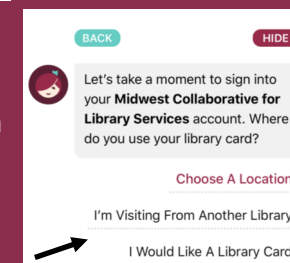 BACK
HIDE
Let's take a moment to sign into
your Midwest Collaborative for
Library Services account. Where
do you use your library card?
Choose A Location
I'm Visiting From Another Library
I Would Like A Library Card